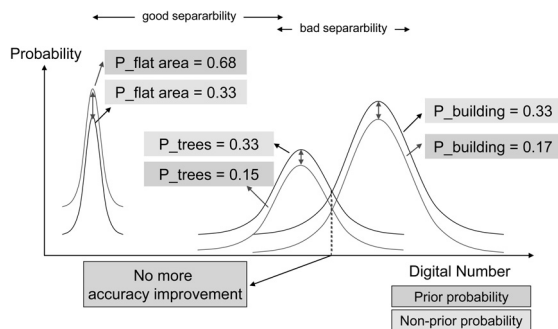 good separarbility
bad separarbility
Probability
P_flat area = 0.68
P_flat area = 0.33
P_building = 0.33
P_trees = 0.33
P_building = 0.17
P_trees = 0.15
No more
accuracy improvement
Digital Number
Prior probability
Non-prior probability